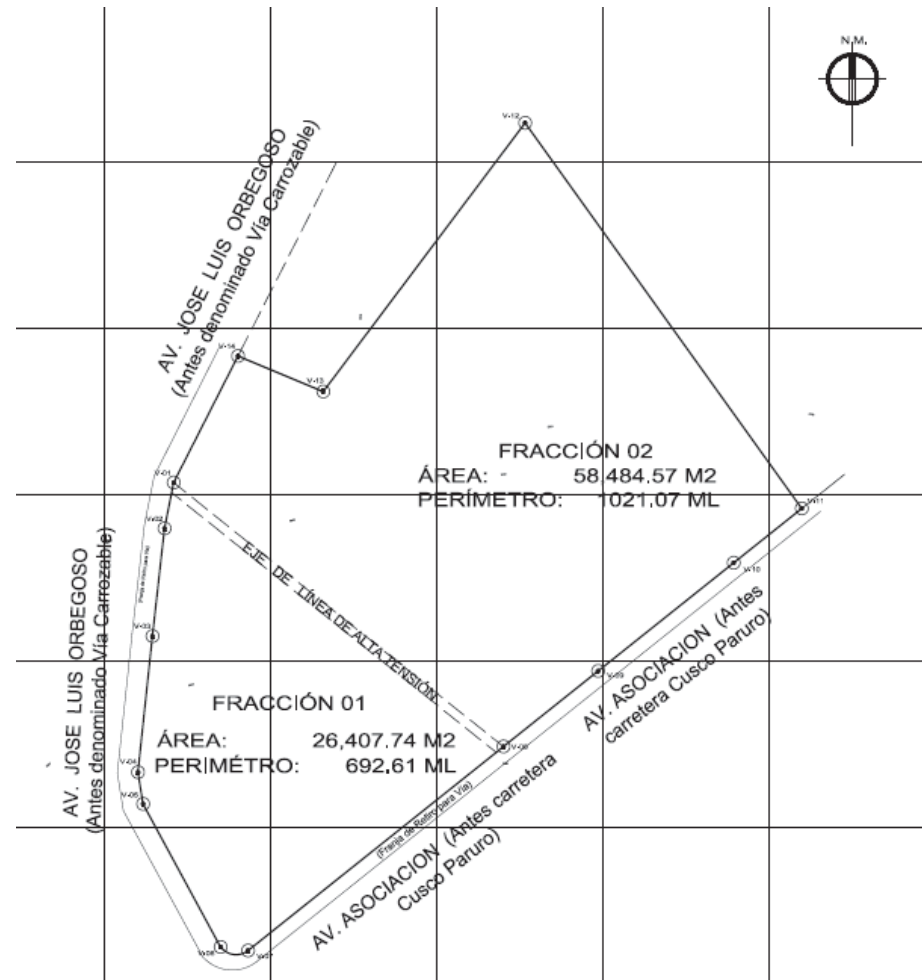 N.M.
V-12
AV. JOSE LUIS ORBEGOSO
(Antes denominado Vía Carrozable)
V-14
V-13
FRACCIÓN 02
ÁREA: 58,484.57 M2
PERÍMETRO: 1021.07 ML
V-01
V-11
V-02
EJE DE LÍNEA DE ALTA TENSIÓN
V-10
AV. JOSE LUIS ORBEGOSO
(Antes denominado Vía Carrozable)
V-03
V-09
AV. ASOCIACION (Antes
carretera Cusco Paruro)
FRACCIÓN 01
ÁREA: 26,407.74 M2
PERIMÉTRO: 692.61 ML
V-08
V-04
V-05
(Franja de Retiro para Vía)
AV. ASOCIACION (Antes carretera
Cusco Paruro)
V-06
V-07